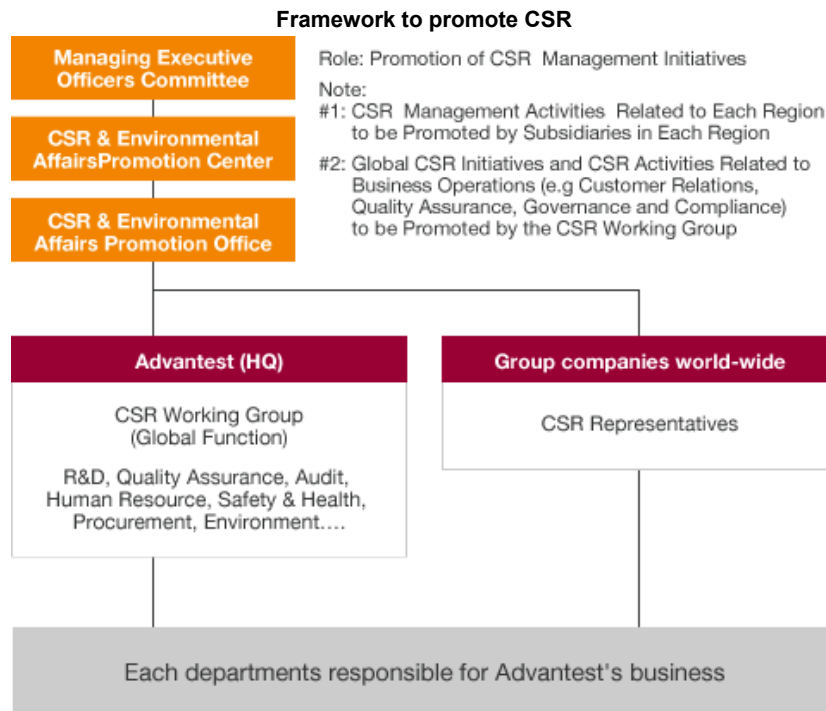 Framework to promote CSR
Managing Executive
Officers Committee
CSR & Environmental
AffairsPromotion Center
CSR & Environmental
Affairs Promotion Office
Role: Promotion of CSR Management Initiatives
Note:
#1: CSR Management Activities Related to Each Region
to be Promoted by Subsidiaries in Each Region
#2: Global CSR Initiatives and CSR Activities Related to
Business Operations (e.g Customer Relations,
Quality Assurance, Governance and Compliance)
to be Promoted by the CSR Working Group
Advantest (HQ)
CSR Working Group
(Global Function)
R&D, Quality Assurance, Audit,
Human Resource, Safety & Health,
Procurement, Environment….
Group companies world-wide
CSR Representatives
Each departments responsible for Advantest's business